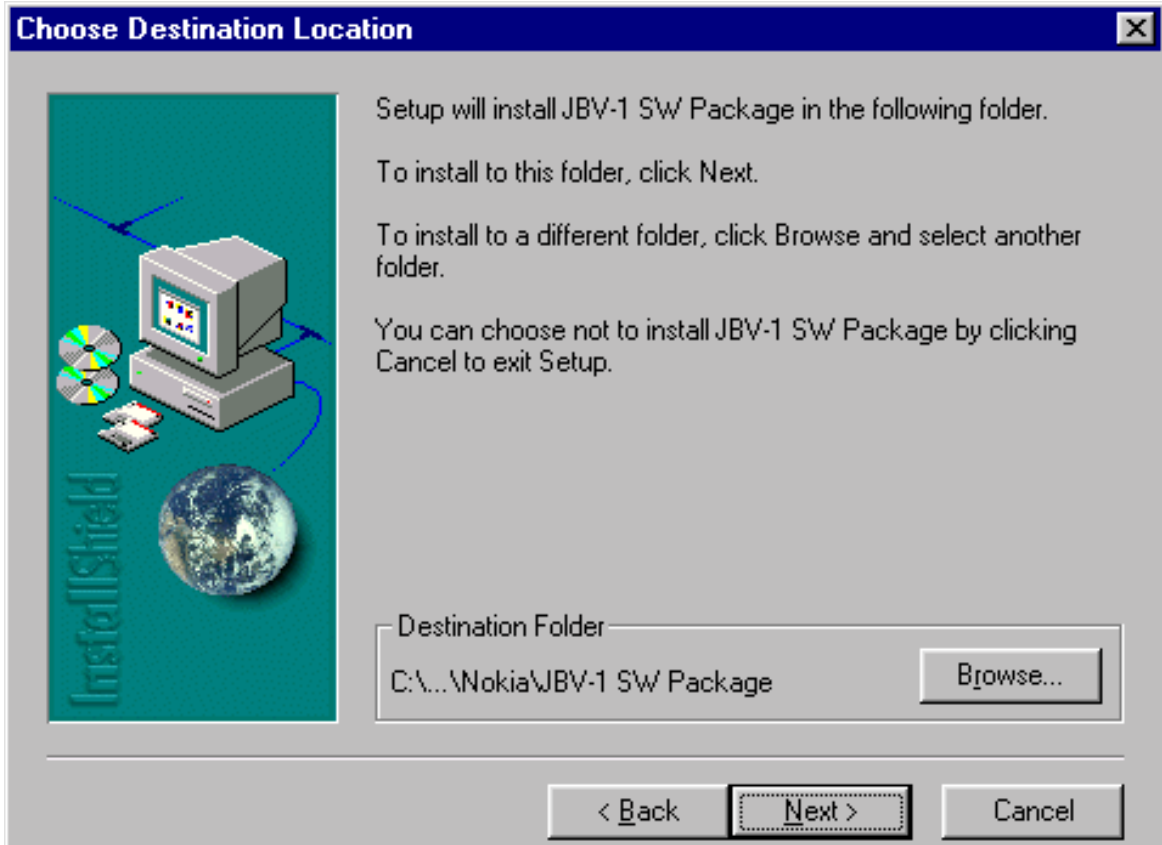 Choose Destination Location
Setup will install JBV-1 SW Package in the following folder.
To install to this folder, click Next.
To install to a different folder, click Browse and select another
folder.
You can choose not to install JBV-1 SW Package by clicking
Cancel to exit Setup.
InstallShield
Destination Folder
C:\...\Nokia\JBV-1 SW Package
Browse...
< Back
Next >
Cancel